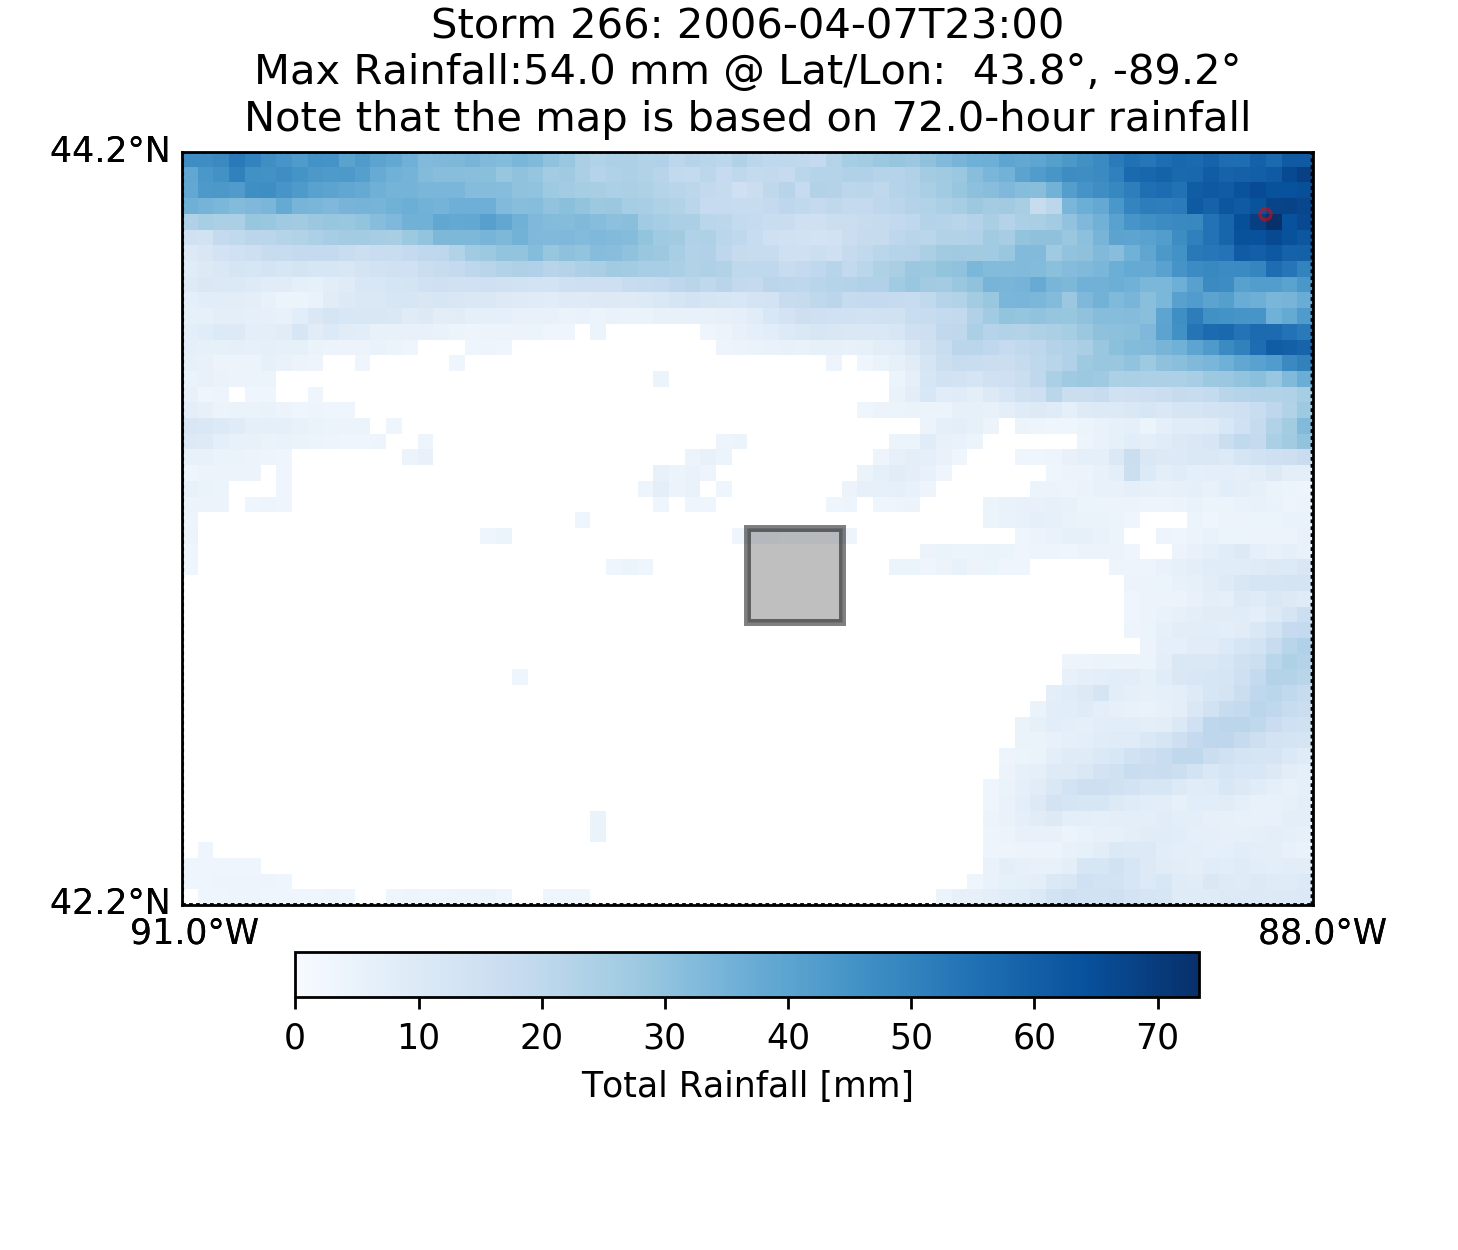 Storm 266: 2006-04-07T23:00
Max Rainfall:54.0 mm @ Lat/Lon:  43.8°, -89.2°
Note that the map is based on 72.0-hour rainfall
44.2°N
42.2°N
91.0°W 88.0°W
0 10 20 30 40 50 60 70
Total Rainfall [mm]